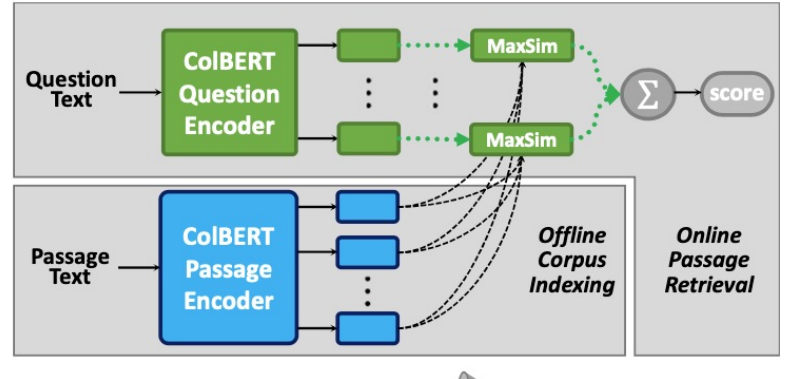 Question
Text
ColBERT
Question
Encoder
MaxSim
MaxSim
Σ
score
Passage
Text
ColBERT
Passage
Encoder
Offline
Corpus
Indexing
Online
Passage
Retrieval